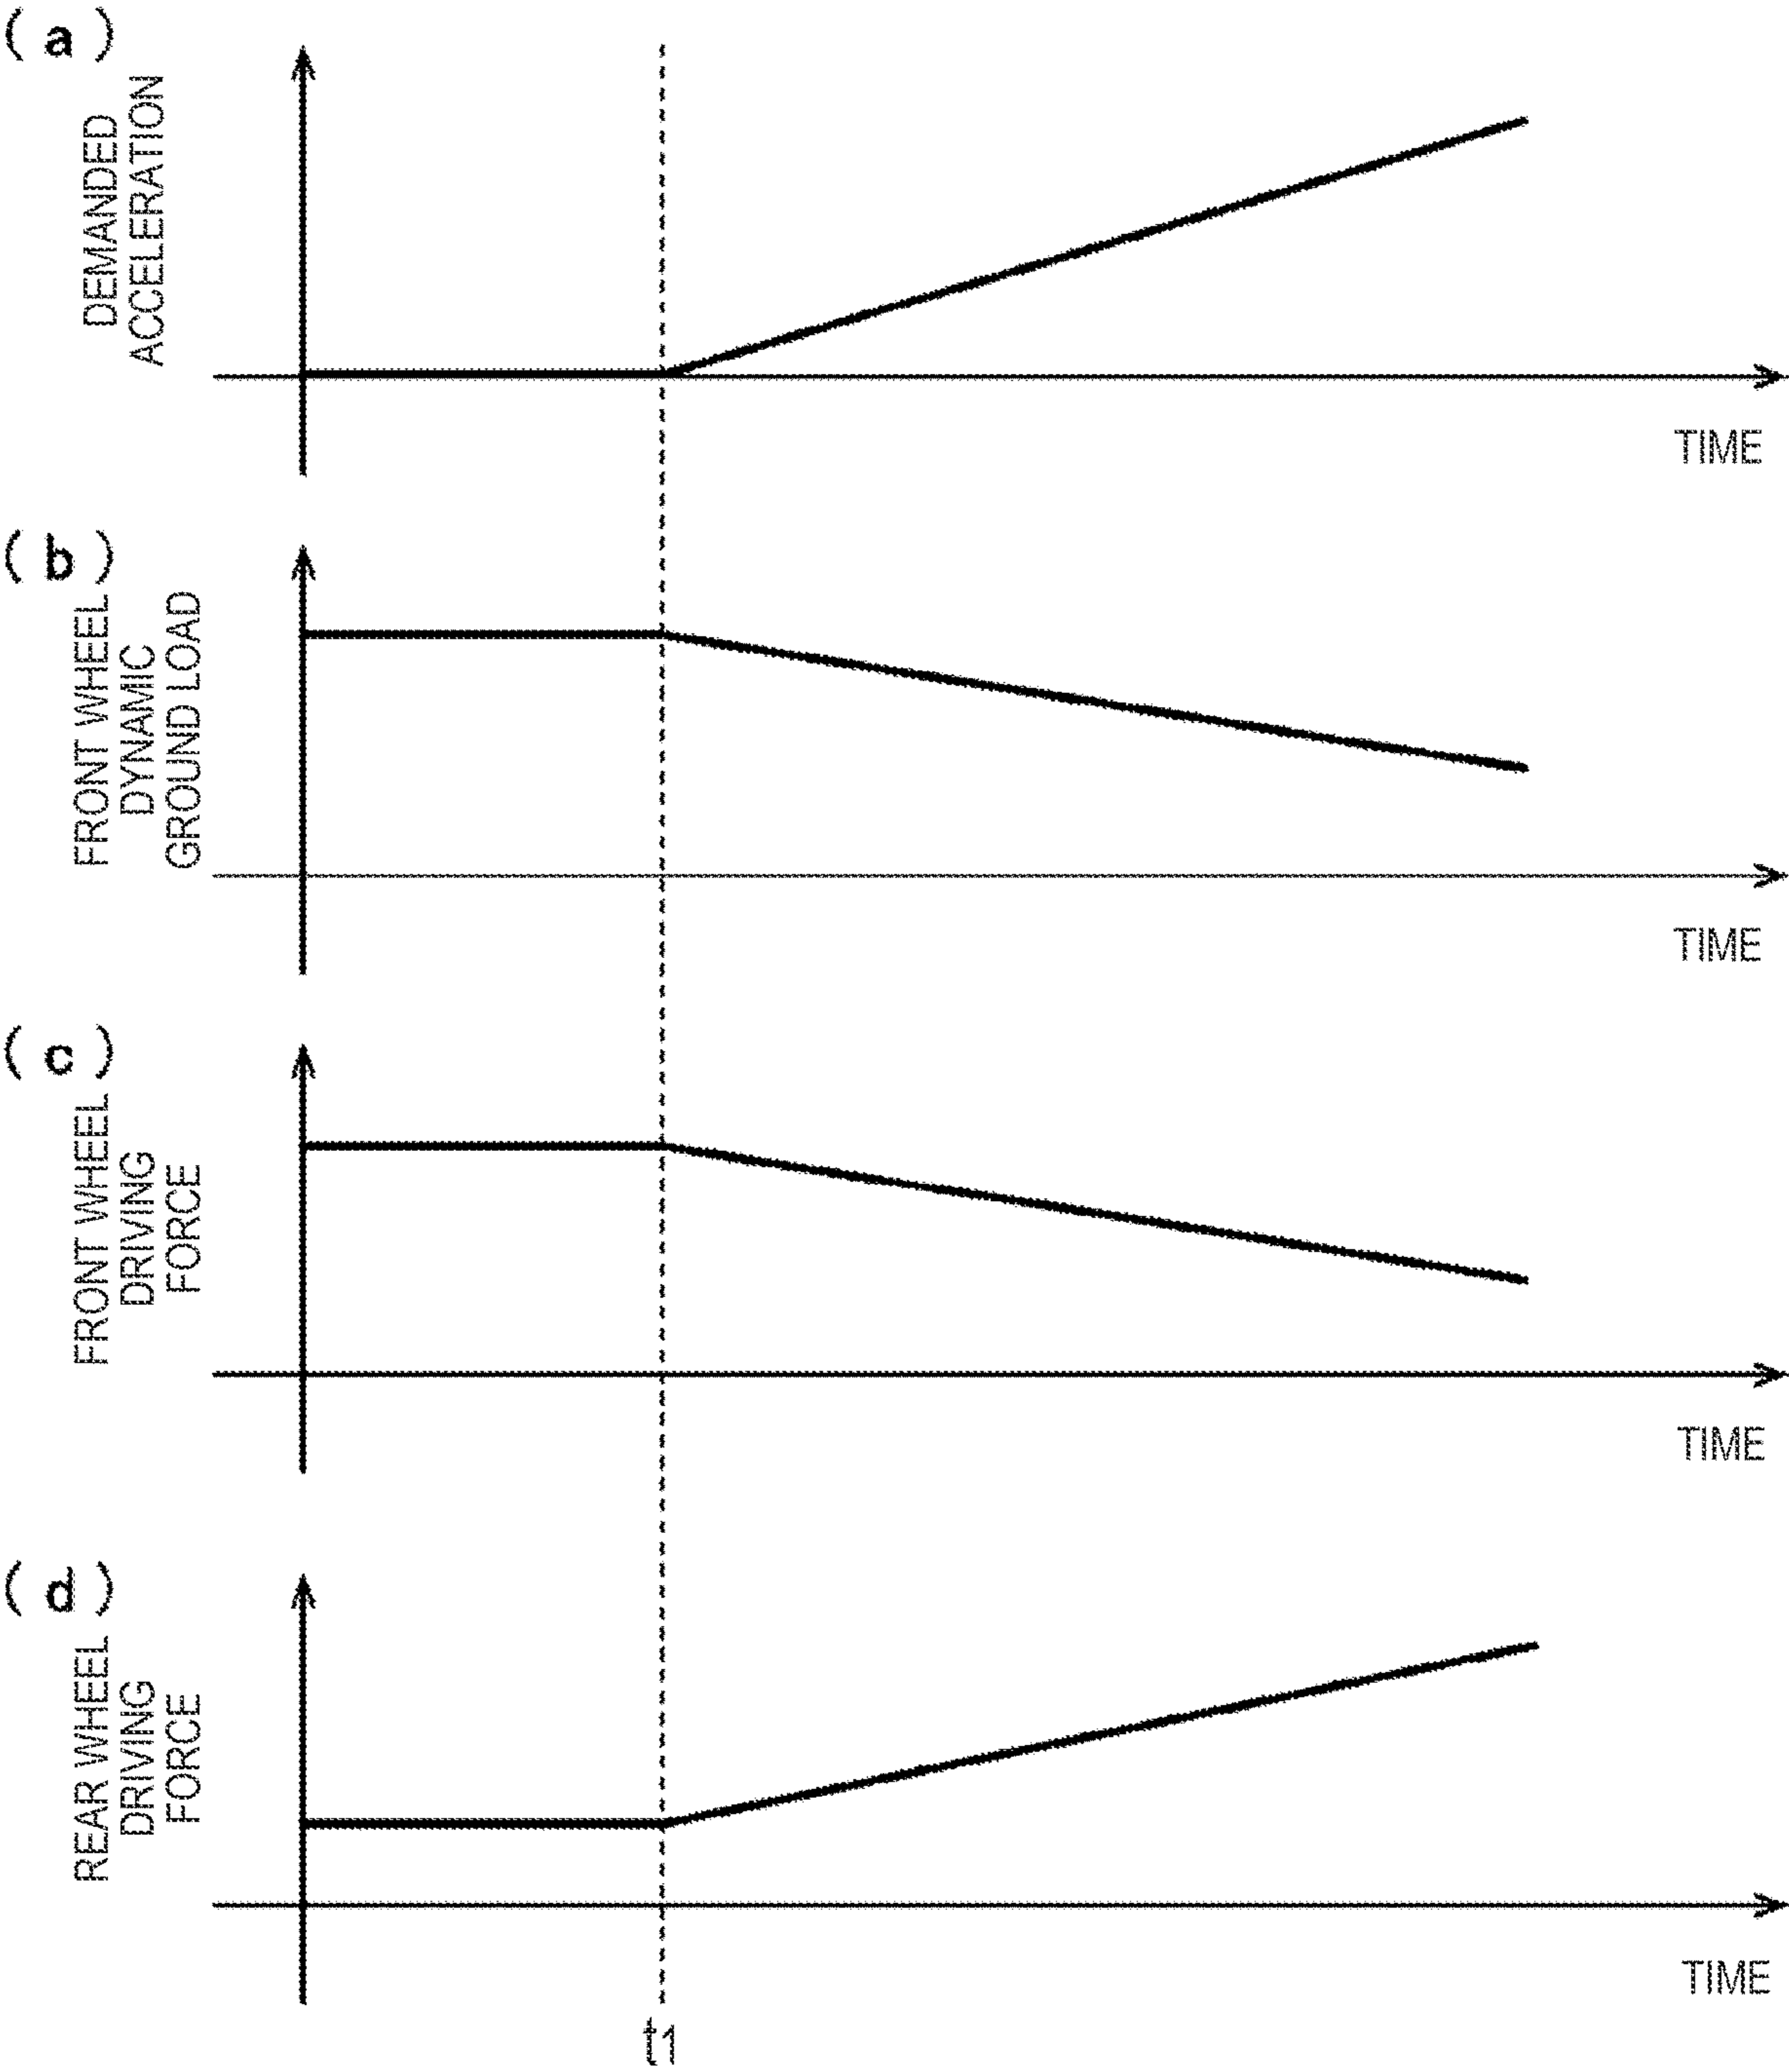 (a)
DEMANDED
ACCELERATION
TIME
(b)
FRONT WHEEL
DYNAMIC
GROUND LOAD
TIME
(c)
FRONT WHEEL
DRIVING
FORCE
TIME
(d)
REAR WHEEL
DRIVING
FORCE
TIME
t1